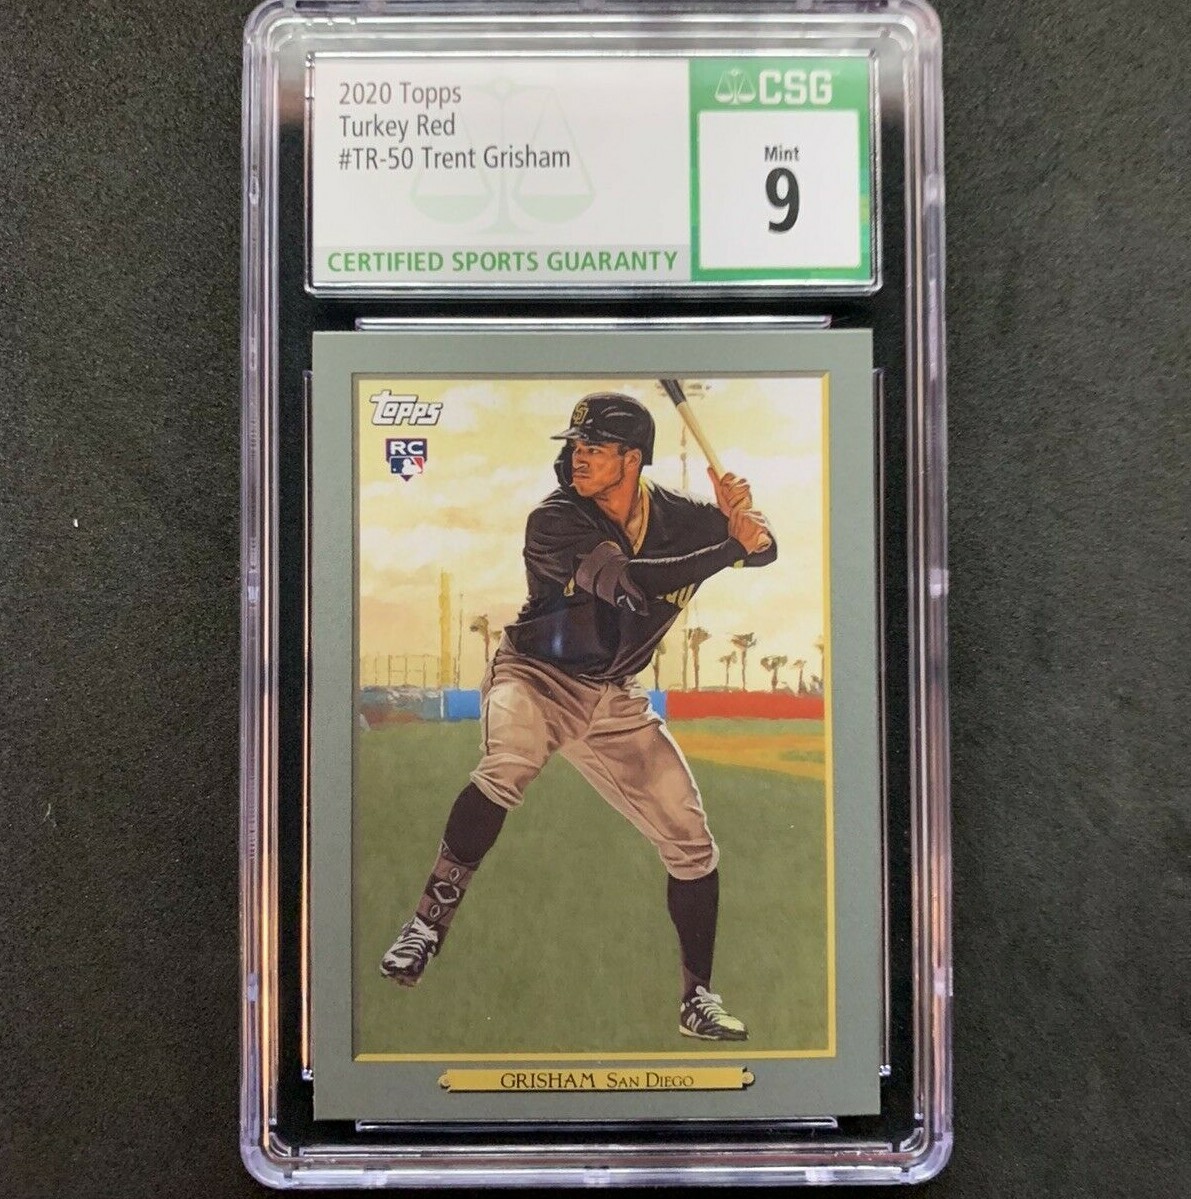 2020 Topps
Turkey Red
#TR-50 Trent Grisham
CERTIFIED SPORTS GUARANTY
CSG
Mint
9
Topps
RC
SD
GRISHAM SAN DIEGO